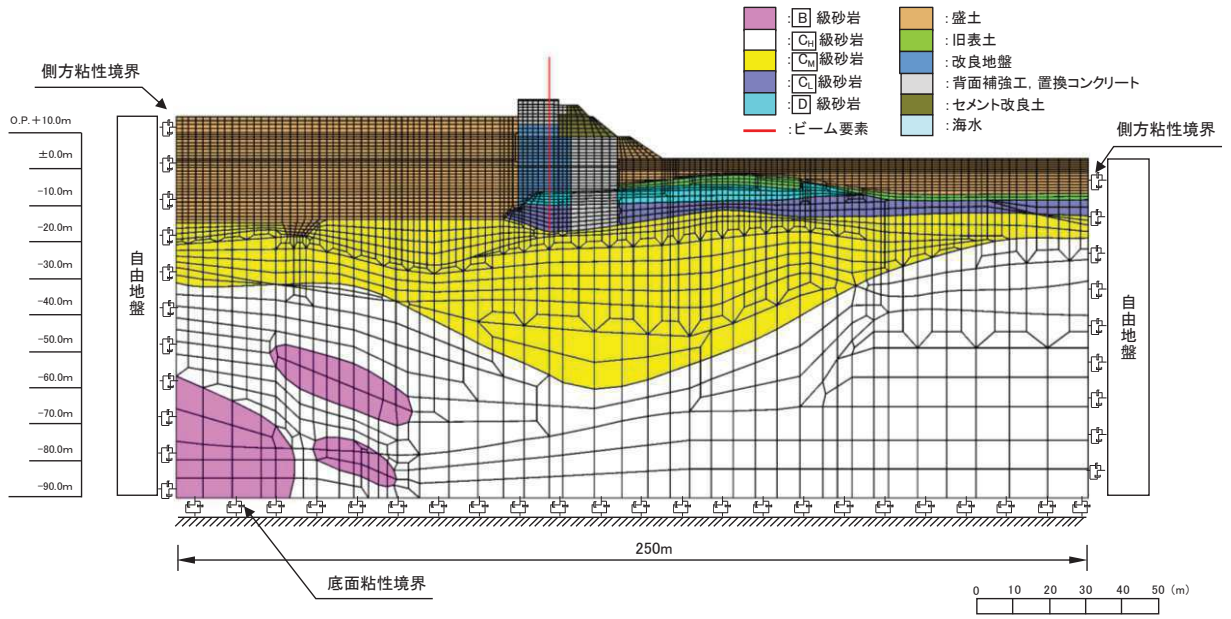 :B 級砂岩
:CH 級砂岩
:CM 級砂岩
:CL 級砂岩
:D 級砂岩
:ビーム要素
:盛土
:旧表土
:改良地盤
:背面補強工, 置換コンクリート
:セメント改良土
:海水
側方粘性境界
側方粘性境界
O.P.+10.0m
±0.0m
-10.0m
-20.0m
-30.0m
-40.0m
-50.0m
-60.0m
-70.0m
-80.0m
-90.0m
自由地盤
自由地盤
250m
底面粘性境界
0 10 20 30 40 50 (m)